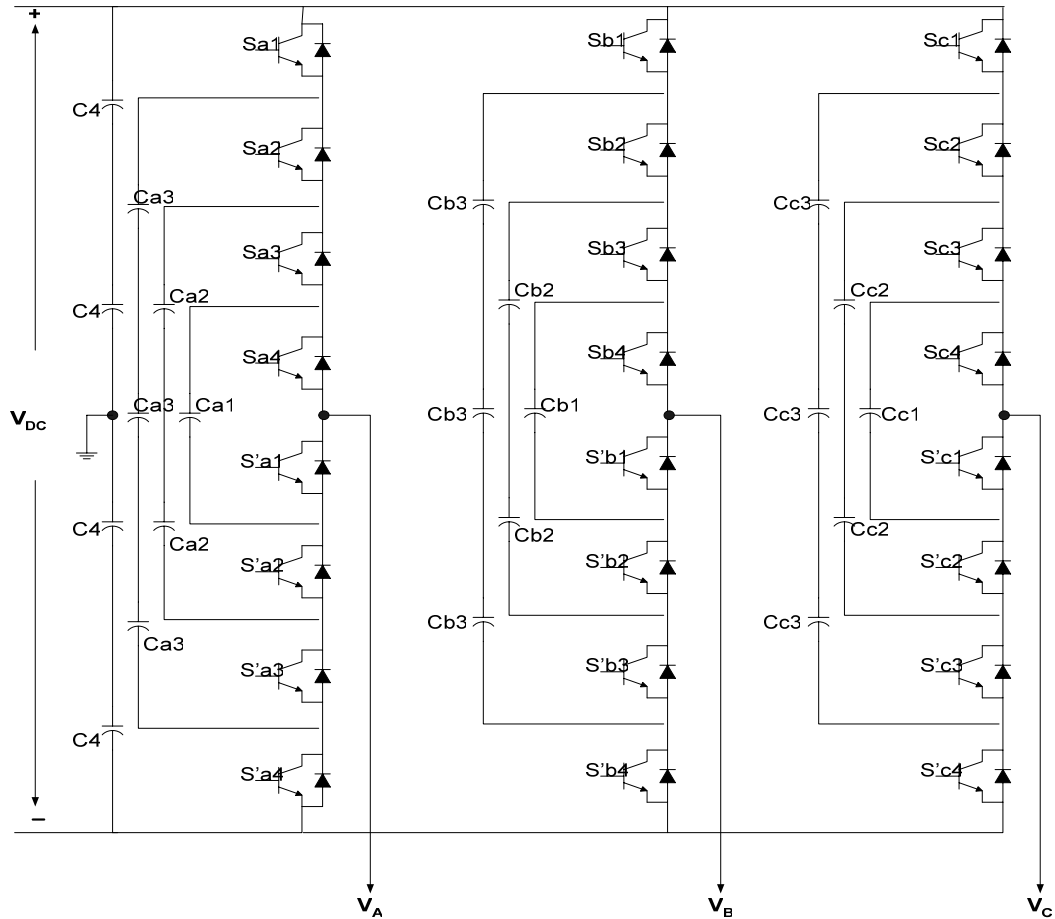 +
Sa1
Sb1
Sc1
C4
Sa2
Sb2
Sc2
Ca3
Cb3
Cc3
Sa3
Sb3
Sc3
C4
Ca2
Cb2
Cc2
Sa4
Sb4
Sc4
VDC
Ca3
Ca1
Cb3
Cb1
Cc3
Cc1
S'a1
S'b1
S'c1
C4
Ca2
Cb2
Cc2
S'a2
S'b2
S'c2
Ca3
Cb3
Cc3
S'a3
S'b3
S'c3
C4
S'a4
S'b4
S'c4
−
VA
VB
VC